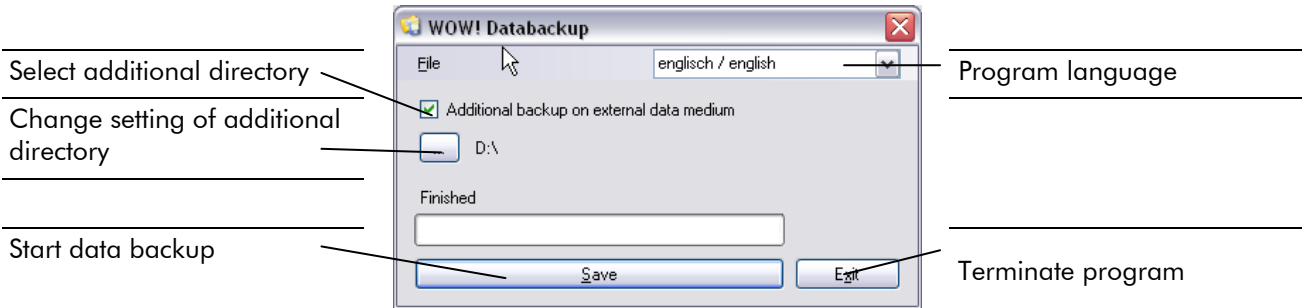 WOW! Databackup
File
englisch / english
Select additional directory
Program language
Additional backup on external data medium
Change setting of additional
directory
...
D:\
Finished
Start data backup
Save
Exit
Terminate program